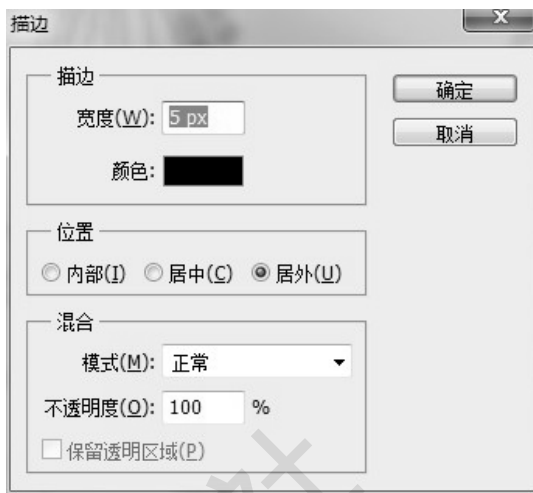 描边
描边
确定
宽度(W): 5 px
取消
颜色:
位置
内部(I) 居中(C) 居外(U)
混合
模式(M): 正常
不透明度(O): 100 %
保留透明区域(P)